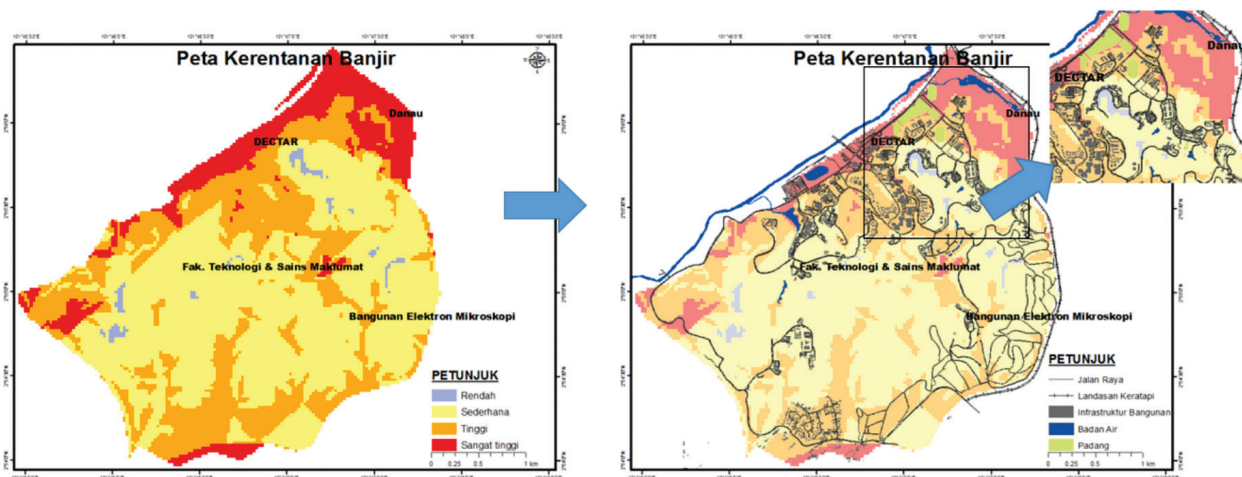 Peta Kerentanan Banjir
Danau
DECTAR
Fak. Teknologi & Sains Maklumat
Bangunan Elektron Mikroskopi
PETUNJUK
Rendah
Sederhana
Tinggi
Sangat tinggi
0 0.25 0.5 1 km
Peta Kerentanan Banjir
Danau
DECTAR
Fak. Teknologi & Sains Maklumat
Bangunan Elektron Mikroskopi
PETUNJUK
Jalan Raya
Landasan Keratapi
Infrastruktur Bangunan
Badan Air
Padang
0 0.25 0.5 1 km
Danau
DECTAR